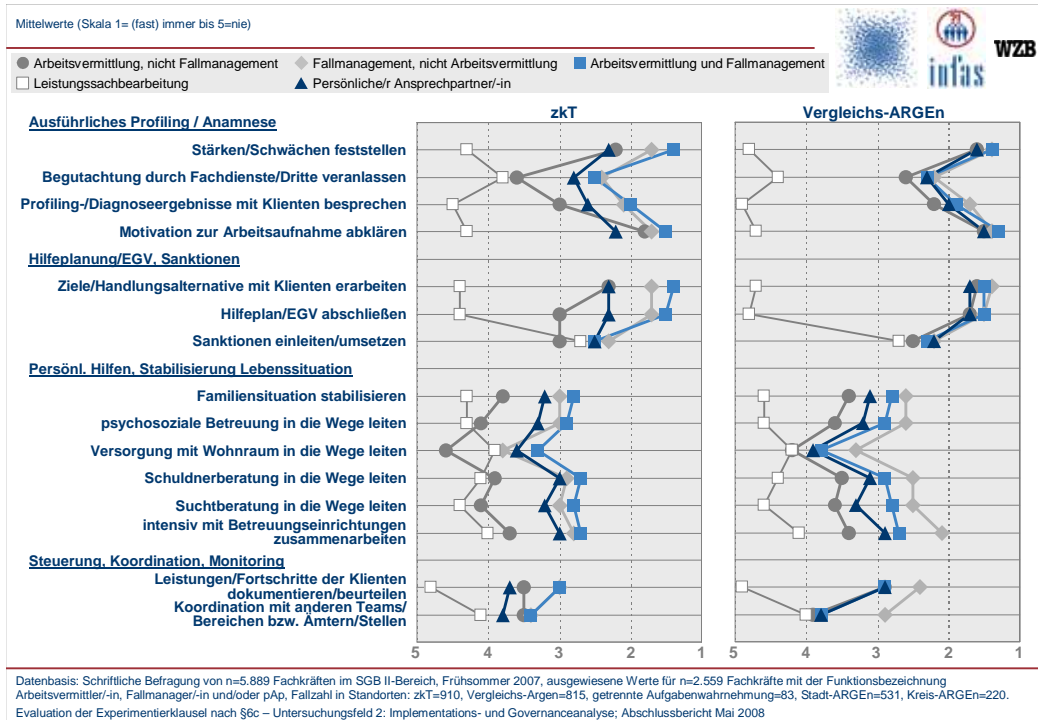 Mittelwerte (Skala 1= (fast) immer bis 5=nie)
infas
WZB
Arbeitsvermittlung, nicht Fallmanagement
Fallmanagement, nicht Arbeitsvermittlung
Arbeitsvermittlung und Fallmanagement
Leistungssachbearbeitung
Persönliche/r Ansprechpartner/-in
zkT
Vergleichs-ARGEn
Ausführliches Profiling / Anamnese
Stärken/Schwächen feststellen
Begutachtung durch Fachdienste/Dritte veranlassen
Profiling-/Diagnoseergebnisse mit Klienten besprechen
Motivation zur Arbeitsaufnahme abklären
Hilfeplanung/EGV, Sanktionen
Ziele/Handlungsalternative mit Klienten erarbeiten
Hilfeplan/EGV abschließen
Sanktionen einleiten/umsetzen
Persönl. Hilfen, Stabilisierung Lebenssituation
Familiensituation stabilisieren
psychosoziale Betreuung in die Wege leiten
Versorgung mit Wohnraum in die Wege leiten
Schuldnerberatung in die Wege leiten
Suchtberatung in die Wege leiten
intensiv mit Betreuungseinrichtungen
zusammenarbeiten
Steuerung, Koordination, Monitoring
Leistungen/Fortschritte der Klienten
dokumentieren/beurteilen
Koordination mit anderen Teams/
Bereichen bzw. Ämtern/Stellen
5 4 3 2 1
5 4 3 2 1
Datenbasis: Schriftliche Befragung von n=5.889 Fachkräften im SGB II-Bereich, Frühsommer 2007, ausgewiesene Werte für n=2.559 Fachkräfte mit der Funktionsbezeichnung
Arbeitsvermittler/-in, Fallmanager/-in und/oder pAp, Fallzahl in Standorten: zkT=910, Vergleichs-Argen=815, getrennte Aufgabenwahrnehmung=83, Stadt-ARGEn=531, Kreis-ARGEn=220.
Evaluation der Experimentierklausel nach §6c – Untersuchungsfeld 2: Implementations- und Governanceanalyse; Abschlussbericht Mai 2008